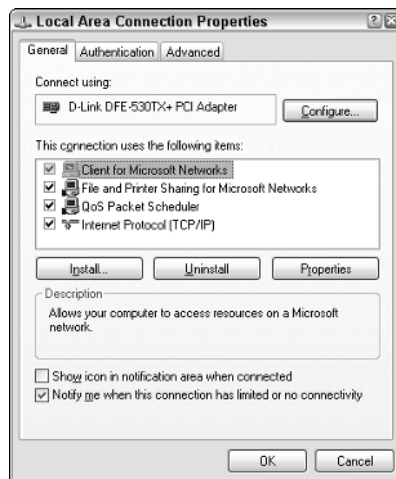 Local Area Connection Properties
General Authentication Advanced
Connect using:
D-Link DFE-530TX+ PCI Adapter
Configure...
This connection uses the following items:
Client for Microsoft Networks
File and Printer Sharing for Microsoft Networks
QoS Packet Scheduler
Internet Protocol (TCP/IP)
Install... Uninstall Properties
Description
Allows your computer to access resources on a Microsoft
network.
Show icon in notification area when connected
Notify me when this connection has limited or no connectivity
OK Cancel